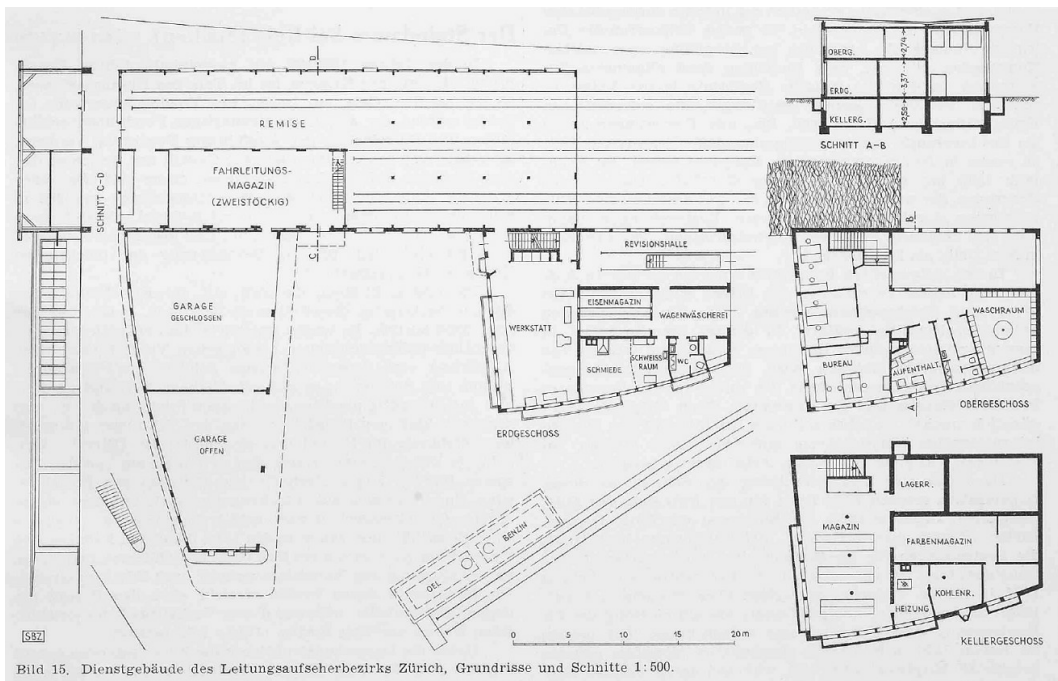 OBERG.
2,74
ERDG.
3,37
KELLERG.
2,59
SCHNITT A-B
D
REMISE
SCHNITT C-D
FAHRLEITUNGS-
MAGAZIN
(ZWEISTÖCKIG)
C
B
REVISIONSHALLE
GARAGE
GESCHLOSSEN
EISENMAGAZIN
WERKSTATT
WAGENWÄSCHEREI
WASCHRAUM
SCHMIEDE
SCHWEISS
RAUM
WC
BUREAU
AUFENTHALT.
A
ERDGESCHOSS
OBERGESCHOSS
GARAGE
OFFEN
LAGERR.
MAGAZIN
FARBENMAGAZIN
BENZIN
OEL
HEIZUNG
KOHLENR.
SBZ
0 5 10 15 20 m
KELLERGESCHOSS
Bild 15. Dienstgebäude des Leitungsaufseherbezirks Zürich, Grundrisse und Schnitte 1:500.